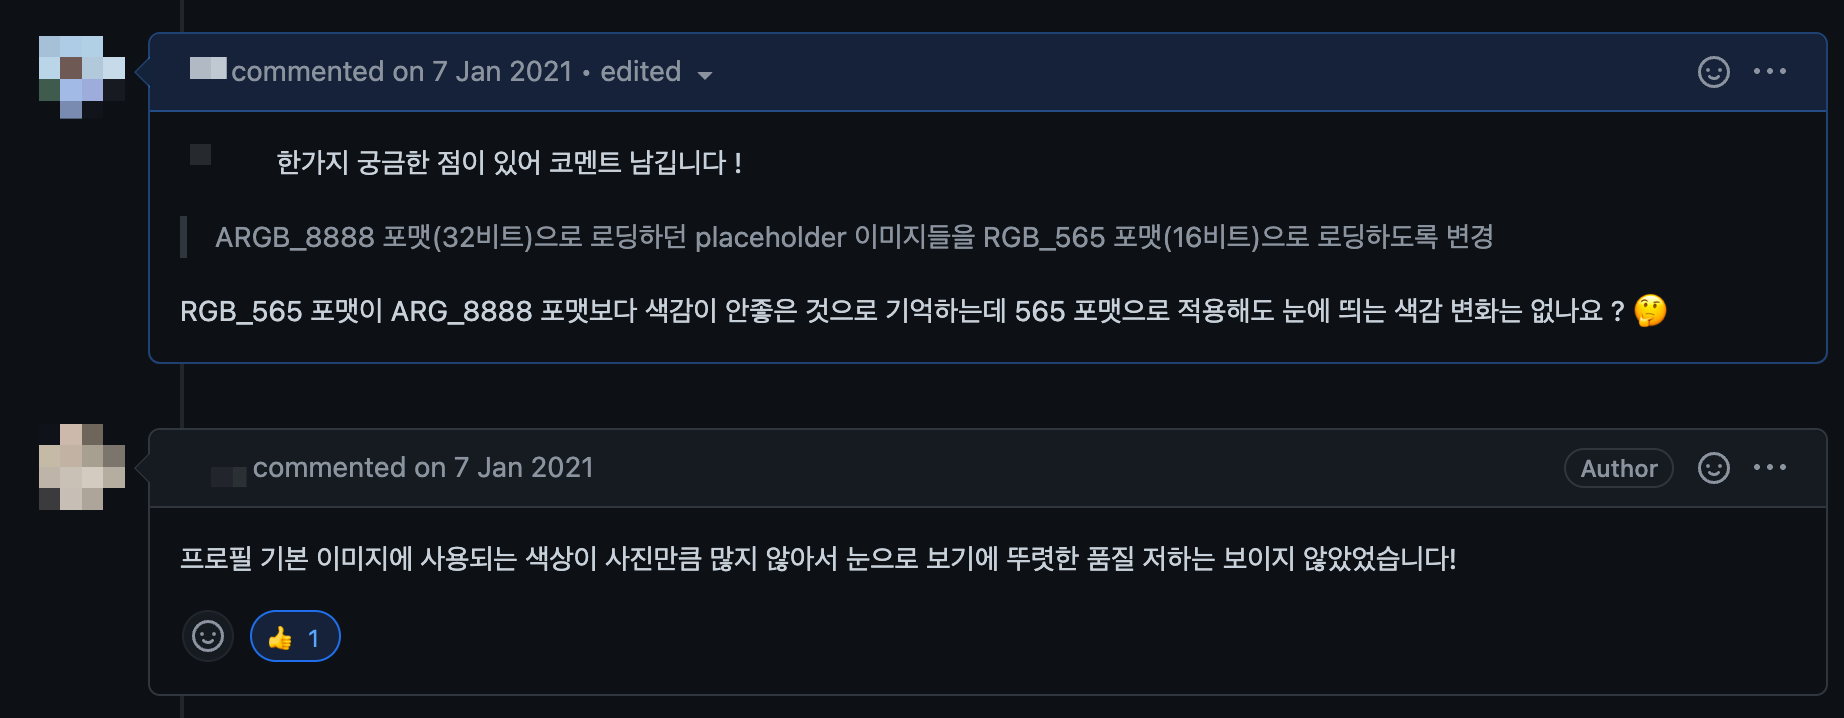 commented on 7 Jan 2021 • edited
한가지 궁금한 점이 있어 코멘트 남깁니다 !
ARGB_8888 포맷(32비트)으로 로딩하던 placeholder 이미지들을 RGB_565 포맷(16비트)으로 로딩하도록 변경
RGB_565 포맷이 ARG_8888 포맷보다 색감이 안좋은 것으로 기억하는데 565 포맷으로 적용해도 눈에 띄는 색감 변화는 없나요 ? 🤔
commented on 7 Jan 2021
Author
프로필 기본 이미지에 사용되는 색상이 사진만큼 많지 않아서 눈으로 보기에 뚜렷한 품질 저하는 보이지 않았었습니다!
👍 1